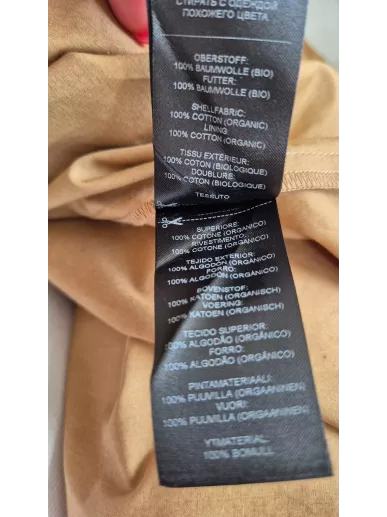 СТИРАТЬ С ОДЕЖДОЙ
ПОХОЖЕГО ЦВЕТА.
OBERSTOFF:
100% BAUMWOLLE (BIO)
FUTTER:
100% BAUMWOLLE (BIO)
SHELLFABRIC:
100% COTTON (ORGANIC)
LINING:
100% COTTON (ORGANIC)
TISSU EXTÉRIEUR:
100% COTON (BIOLOGIQUE)
DOUBLURE:
100% COTON (BIOLOGIQUE)
TESSUTO
SUPERIORE:
100% COTONE (ORGANICO)
RIVESTIMENTO:
100% COTONE (ORGANICO)
TEJIDO EXTERIOR:
100% ALGODÓN (ORGÁNICO)
FORRO:
100% ALGODÓN (ORGÁNICO)
BOVENSTOF:
100% KATOEN (ORGANISCH)
VOERING:
100% KATOEN (ORGANISCH)
TECIDO SUPERIOR:
100% ALGODÃO (ORGÂNICO)
FORRO:
100% ALGODÃO (ORGÂNICO)
PINTAMATERIAALI:
100% PUUVILLA (ORGAANINEN)
VUORI:
100% PUUVILLA (ORGAANINEN)
YTMATERIAL:
100% BOMULL